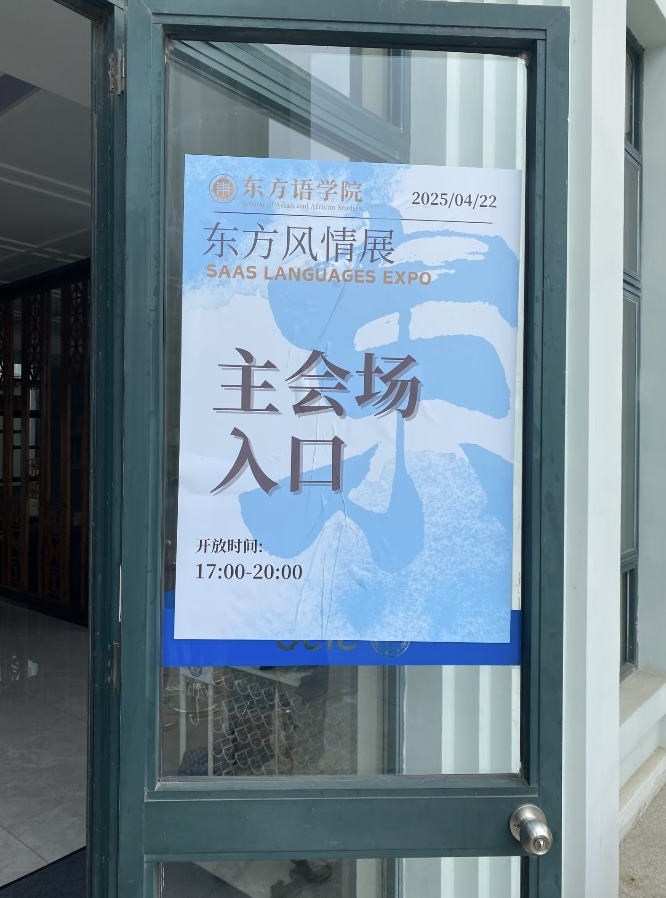 东方语学院
School of Asian and African Studies
2025/04/22
东方风情展
SAAS LANGUAGES EXPO
主会场
入口
开放时间:
17:00-20:00